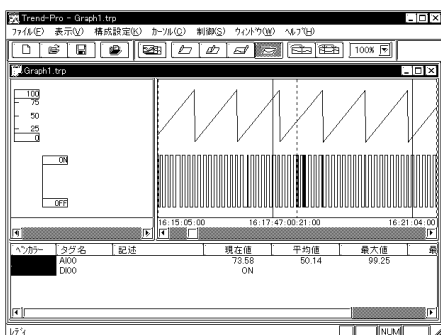 Trend-Pro - Graph1.trp
ファイル(F) 表示(V) 構成設定(K) カーソル(C) 制御(S) ウィンドウ(W) ヘルプ(H)
100%
Graph1.trp
100
75
50
25
0
ON
OFF
16:15:05:00 16:17:47:00:21:00 16:21:04:00
ペンカラー タグ名 記述 現在値 平均値 最大値 最
AI00 73.58 50.14 99.25
DI00 ON
レディ NUM